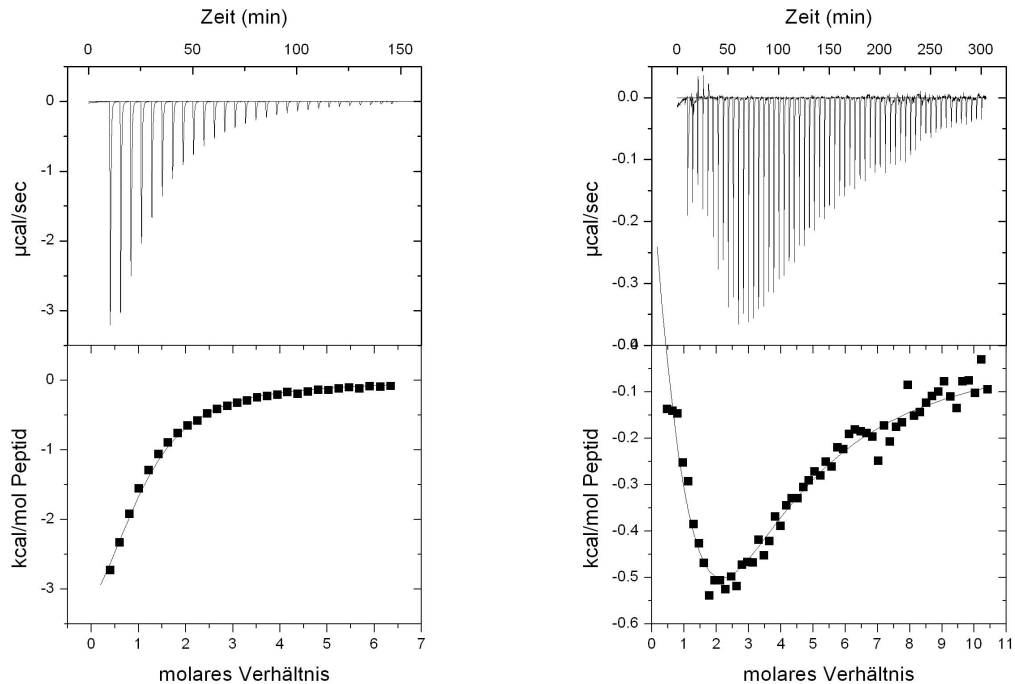 Zeit (min)
0 50 100 150
0
-1
-2
-3
µcal/sec
0
-1
-2
-3
kcal/mol Peptid
0 1 2 3 4 5 6 7
molares Verhältnis
Zeit (min)
0 50 100 150 200 250 300
0.0
-0.1
-0.2
-0.3
-0.4
µcal/sec
0
-0.1
-0.2
-0.3
-0.4
-0.5
-0.6
kcal/mol Peptid
0 1 2 3 4 5 6 7 8 9 10 11
molares Verhältnis